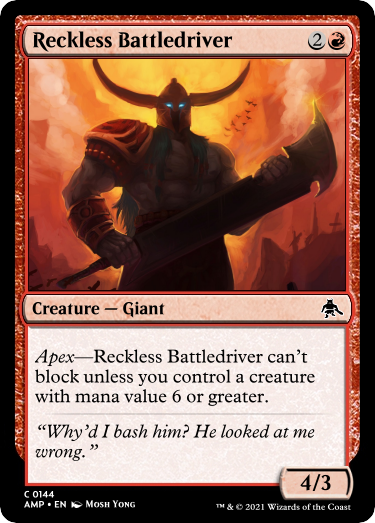 Reckless Battledriver 2
Creature — Giant
Apex—Reckless Battledriver can't
block unless you control a creature
with mana value 6 or greater.
“Why’d I bash him? He looked at me
wrong.”
4/3
C 0144
AMP • EN Mosh Yong
™ & © 2021 Wizards of the Coast